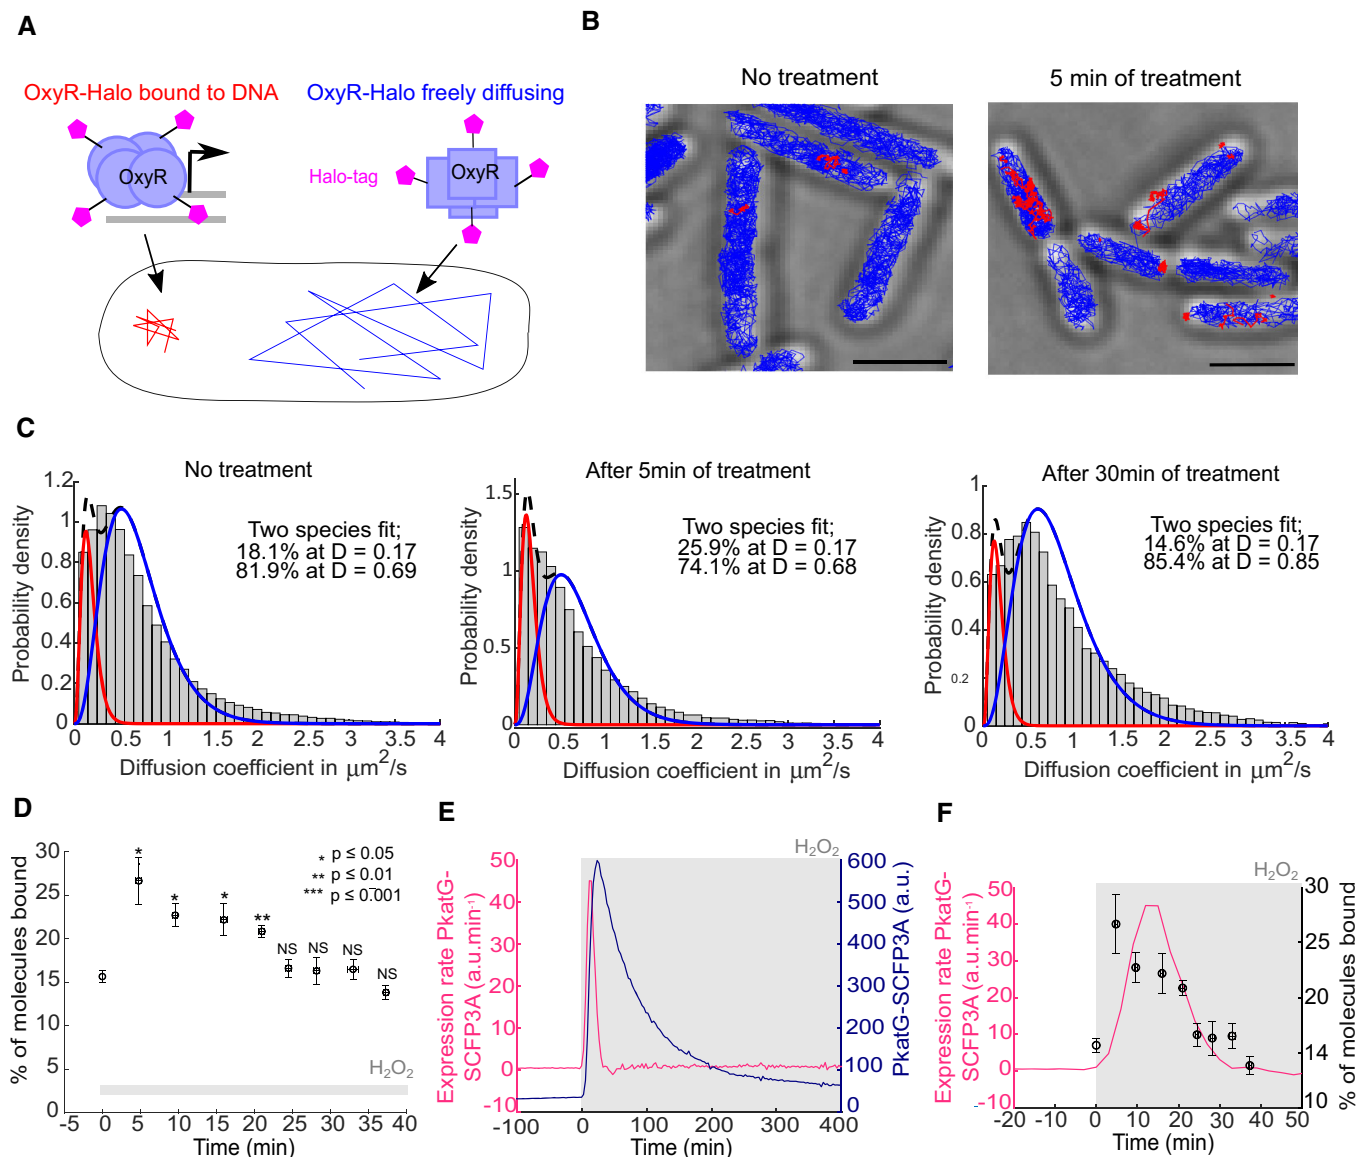 A
OxyR-Halo bound to DNA
OxyR-Halo freely diffusing
OxyR
Halo-tag
OxyR
B
No treatment
5 min of treatment
C
No treatment
Two species fit;
18.1% at D = 0.17
81.9% at D = 0.69
Probability density
1.2
1
0.8
0.6
0.4
0.2
0
0 0.5 1 1.5 2 2.5 3 3.5 4
Diffusion coefficient in μm²/s
After 5min of treatment
Two species fit;
25.9% at D = 0.17
74.1% at D = 0.68
Probability density
1.5
1
0.5
0
0 0.5 1 1.5 2 2.5 3 3.5 4
Diffusion coefficient in μm²/s
After 30min of treatment
Two species fit;
14.6% at D = 0.17
85.4% at D = 0.85
Probability density
1
0.8
0.6
0.4
0.2
0
0 0.5 1 1.5 2 2.5 3 3.5 4
Diffusion coefficient in μm²/s
D
% of molecules bound
30
25
20
15
10
5
0
-5 0 5 10 15 20 25 30 35 40
Time (min)
* p ≤ 0.05
** p ≤ 0.01
*** p ≤ 0.001
*
*
*
**
NS
NS
NS
NS
H₂O₂
E
H₂O₂
Expression rate PkatG-
SCFP3A (a.u.min⁻¹)
50
40
30
20
10
0
-10
-100 0 100 200 300 400
Time (min)
600
500
400
300
200
100
0
PkatG-SCFP3A (a.u.)
F
H₂O₂
Expression rate PkatG-
SCFP3A (a.u.min⁻¹)
50
40
30
20
10
0
-10
-20 -10 0 10 20 30 40 50
Time (min)
30
25
20
14
10
% of molecules bound